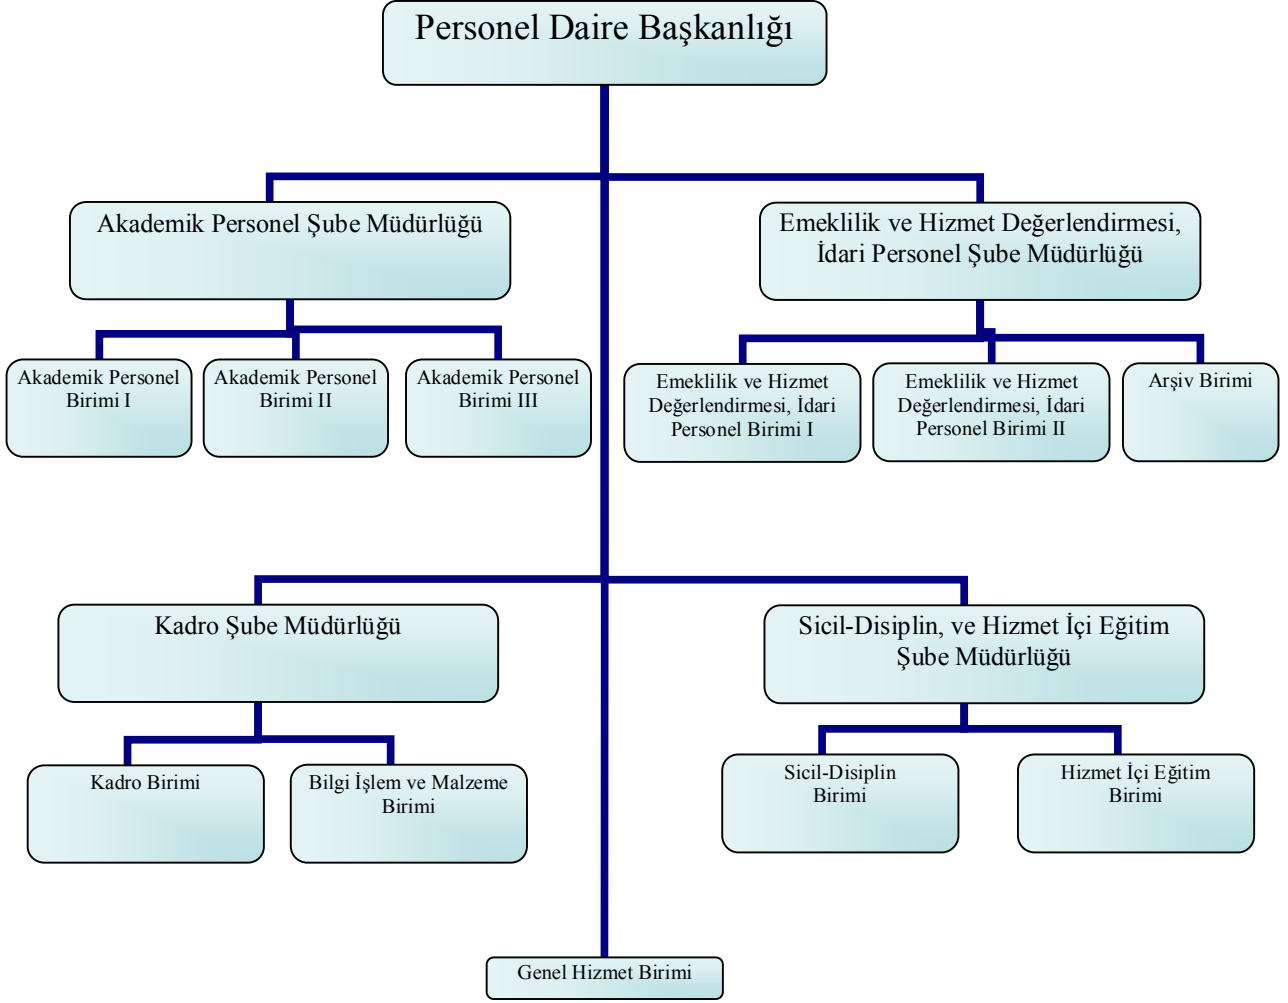 Personel Daire Başkanlığı
Akademik Personel Şube Müdürlüğü
Emeklilik ve Hizmet Değerlendirmesi,
İdari Personel Şube Müdürlüğü
Akademik Personel
Birimi I
Akademik Personel
Birimi II
Akademik Personel
Birimi III
Emeklilik ve Hizmet
Değerlendirmesi, İdari
Personel Birimi I
Emeklilik ve Hizmet
Değerlendirmesi, İdari
Personel Birimi II
Arşiv Birimi
Kadro Şube Müdürlüğü
Sicil-Disiplin, ve Hizmet İçi Eğitim
Şube Müdürlüğü
Kadro Birimi
Bilgi İşlem ve Malzeme
Birimi
Sicil-Disiplin
Birimi
Hizmet İçi Eğitim
Birimi
Genel Hizmet Birimi